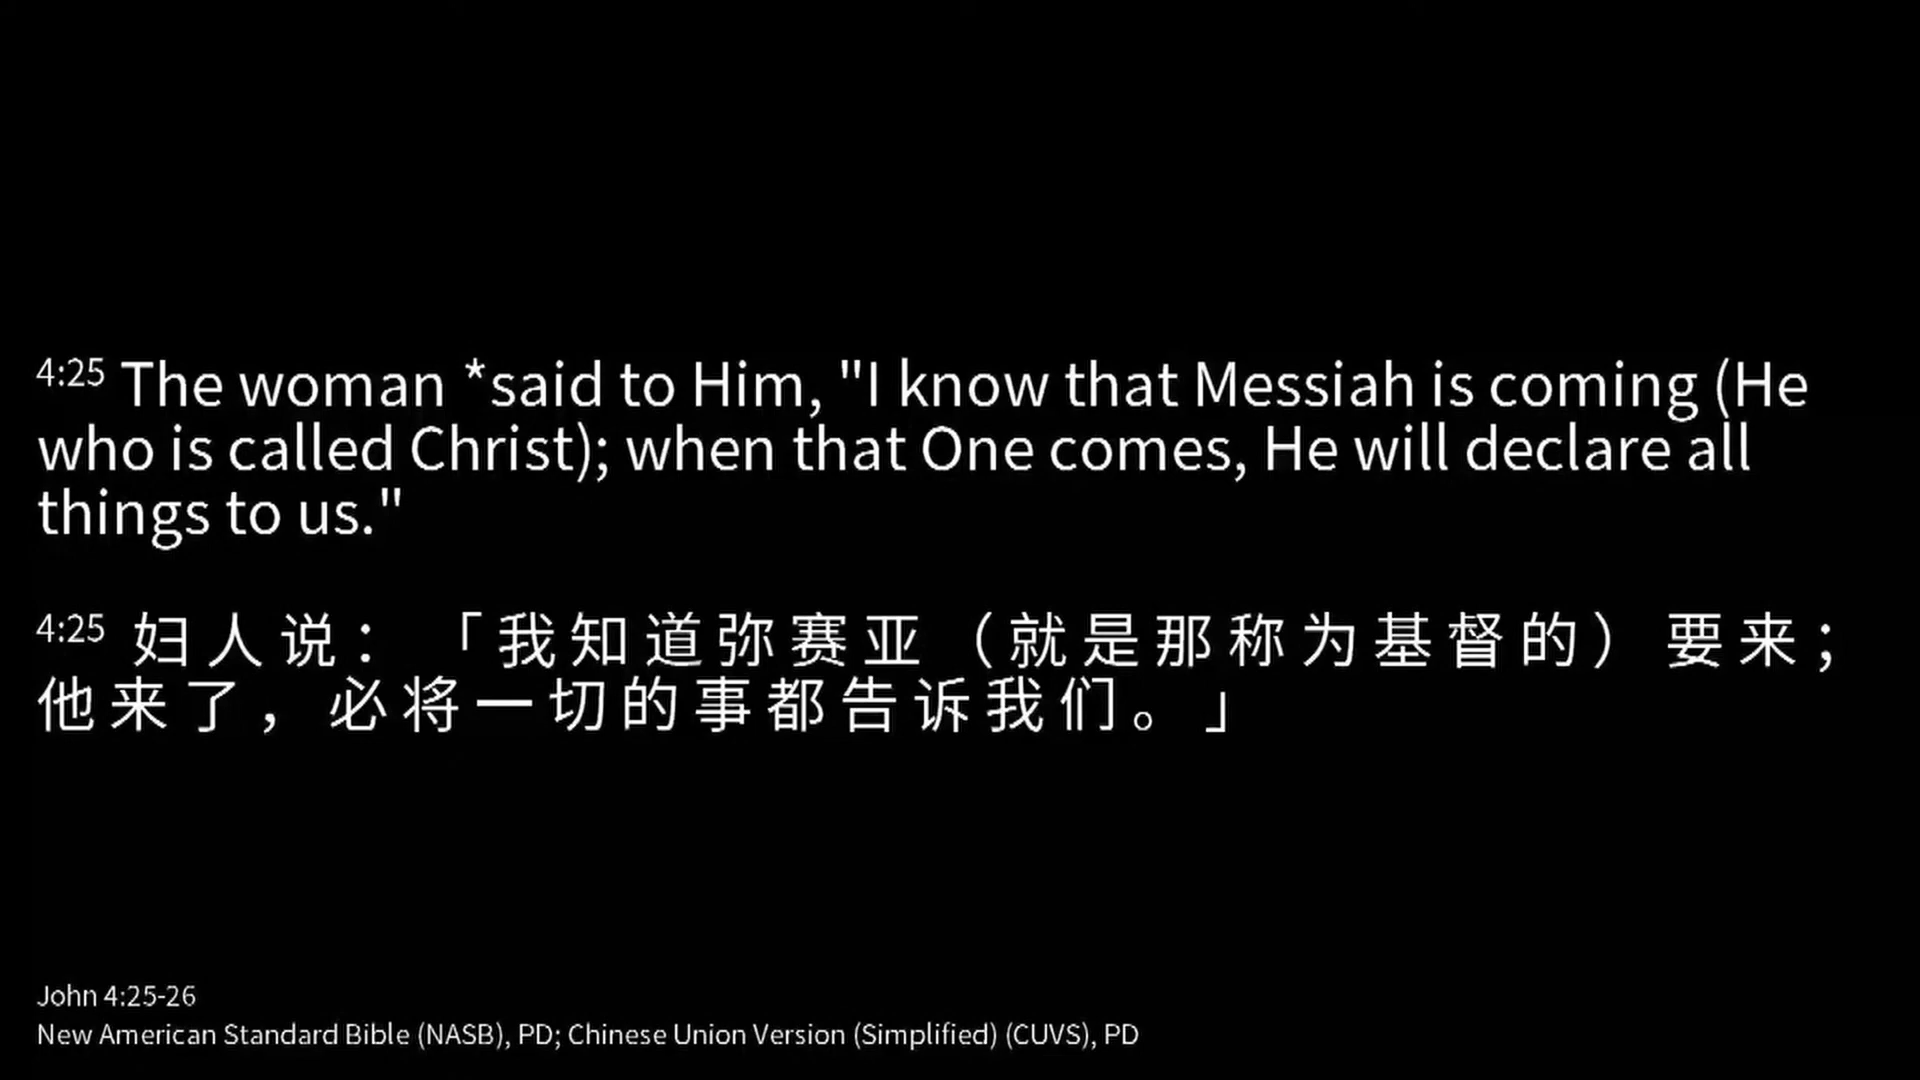 4:25 The woman *said to Him, "I know that Messiah is coming (He
who is called Christ); when that One comes, He will declare all
things to us."
4:25 妇人说：「我知道弥赛亚（就是那称为基督的）要来；
他来了，必将一切的事都告诉我们。」
John 4:25-26
New American Standard Bible (NASB), PD; Chinese Union Version (Simplified) (CUVS), PD